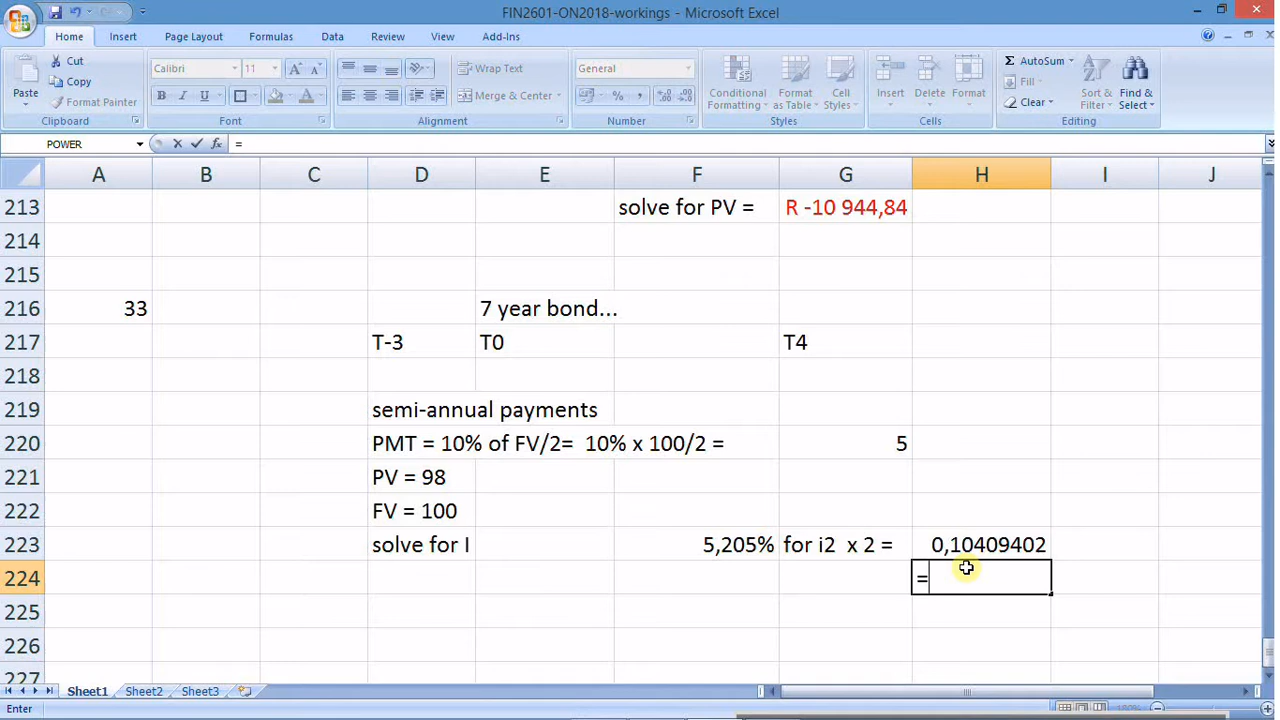 FIN2601-ON2018-workings - Microsoft Excel
Home Insert Page Layout Formulas Data Review View Add-Ins
Paste Cut Copy Format Painter
Calibri 11
B I U
Wrap Text
Merge & Center
General
% ,
Conditional Formatting Format as Table Cell Styles
Insert Delete Format
Σ AutoSum
Fill
Clear
Sort & Filter Find & Select
Clipboard Font Alignment Number Styles Cells Editing
POWER fx =
A B C D E F G H I J
213 solve for PV = R -10 944,84
214
215
216 33 7 year bond...
217 T-3 T0 T4
218
219 semi-annual payments
220 PMT = 10% of FV/2= 10% x 100/2 = 5
221 PV = 98
222 FV = 100
223 solve for I 5,205% for i2 x 2 = 0,10409402
224 =
225
226
227
Sheet1 Sheet2 Sheet3
Enter